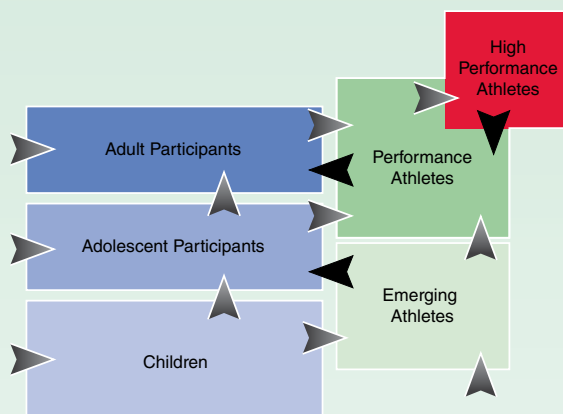 High
Performance
Athletes
Adult Participants
Performance
Athletes
Adolescent Participants
Emerging
Athletes
Children